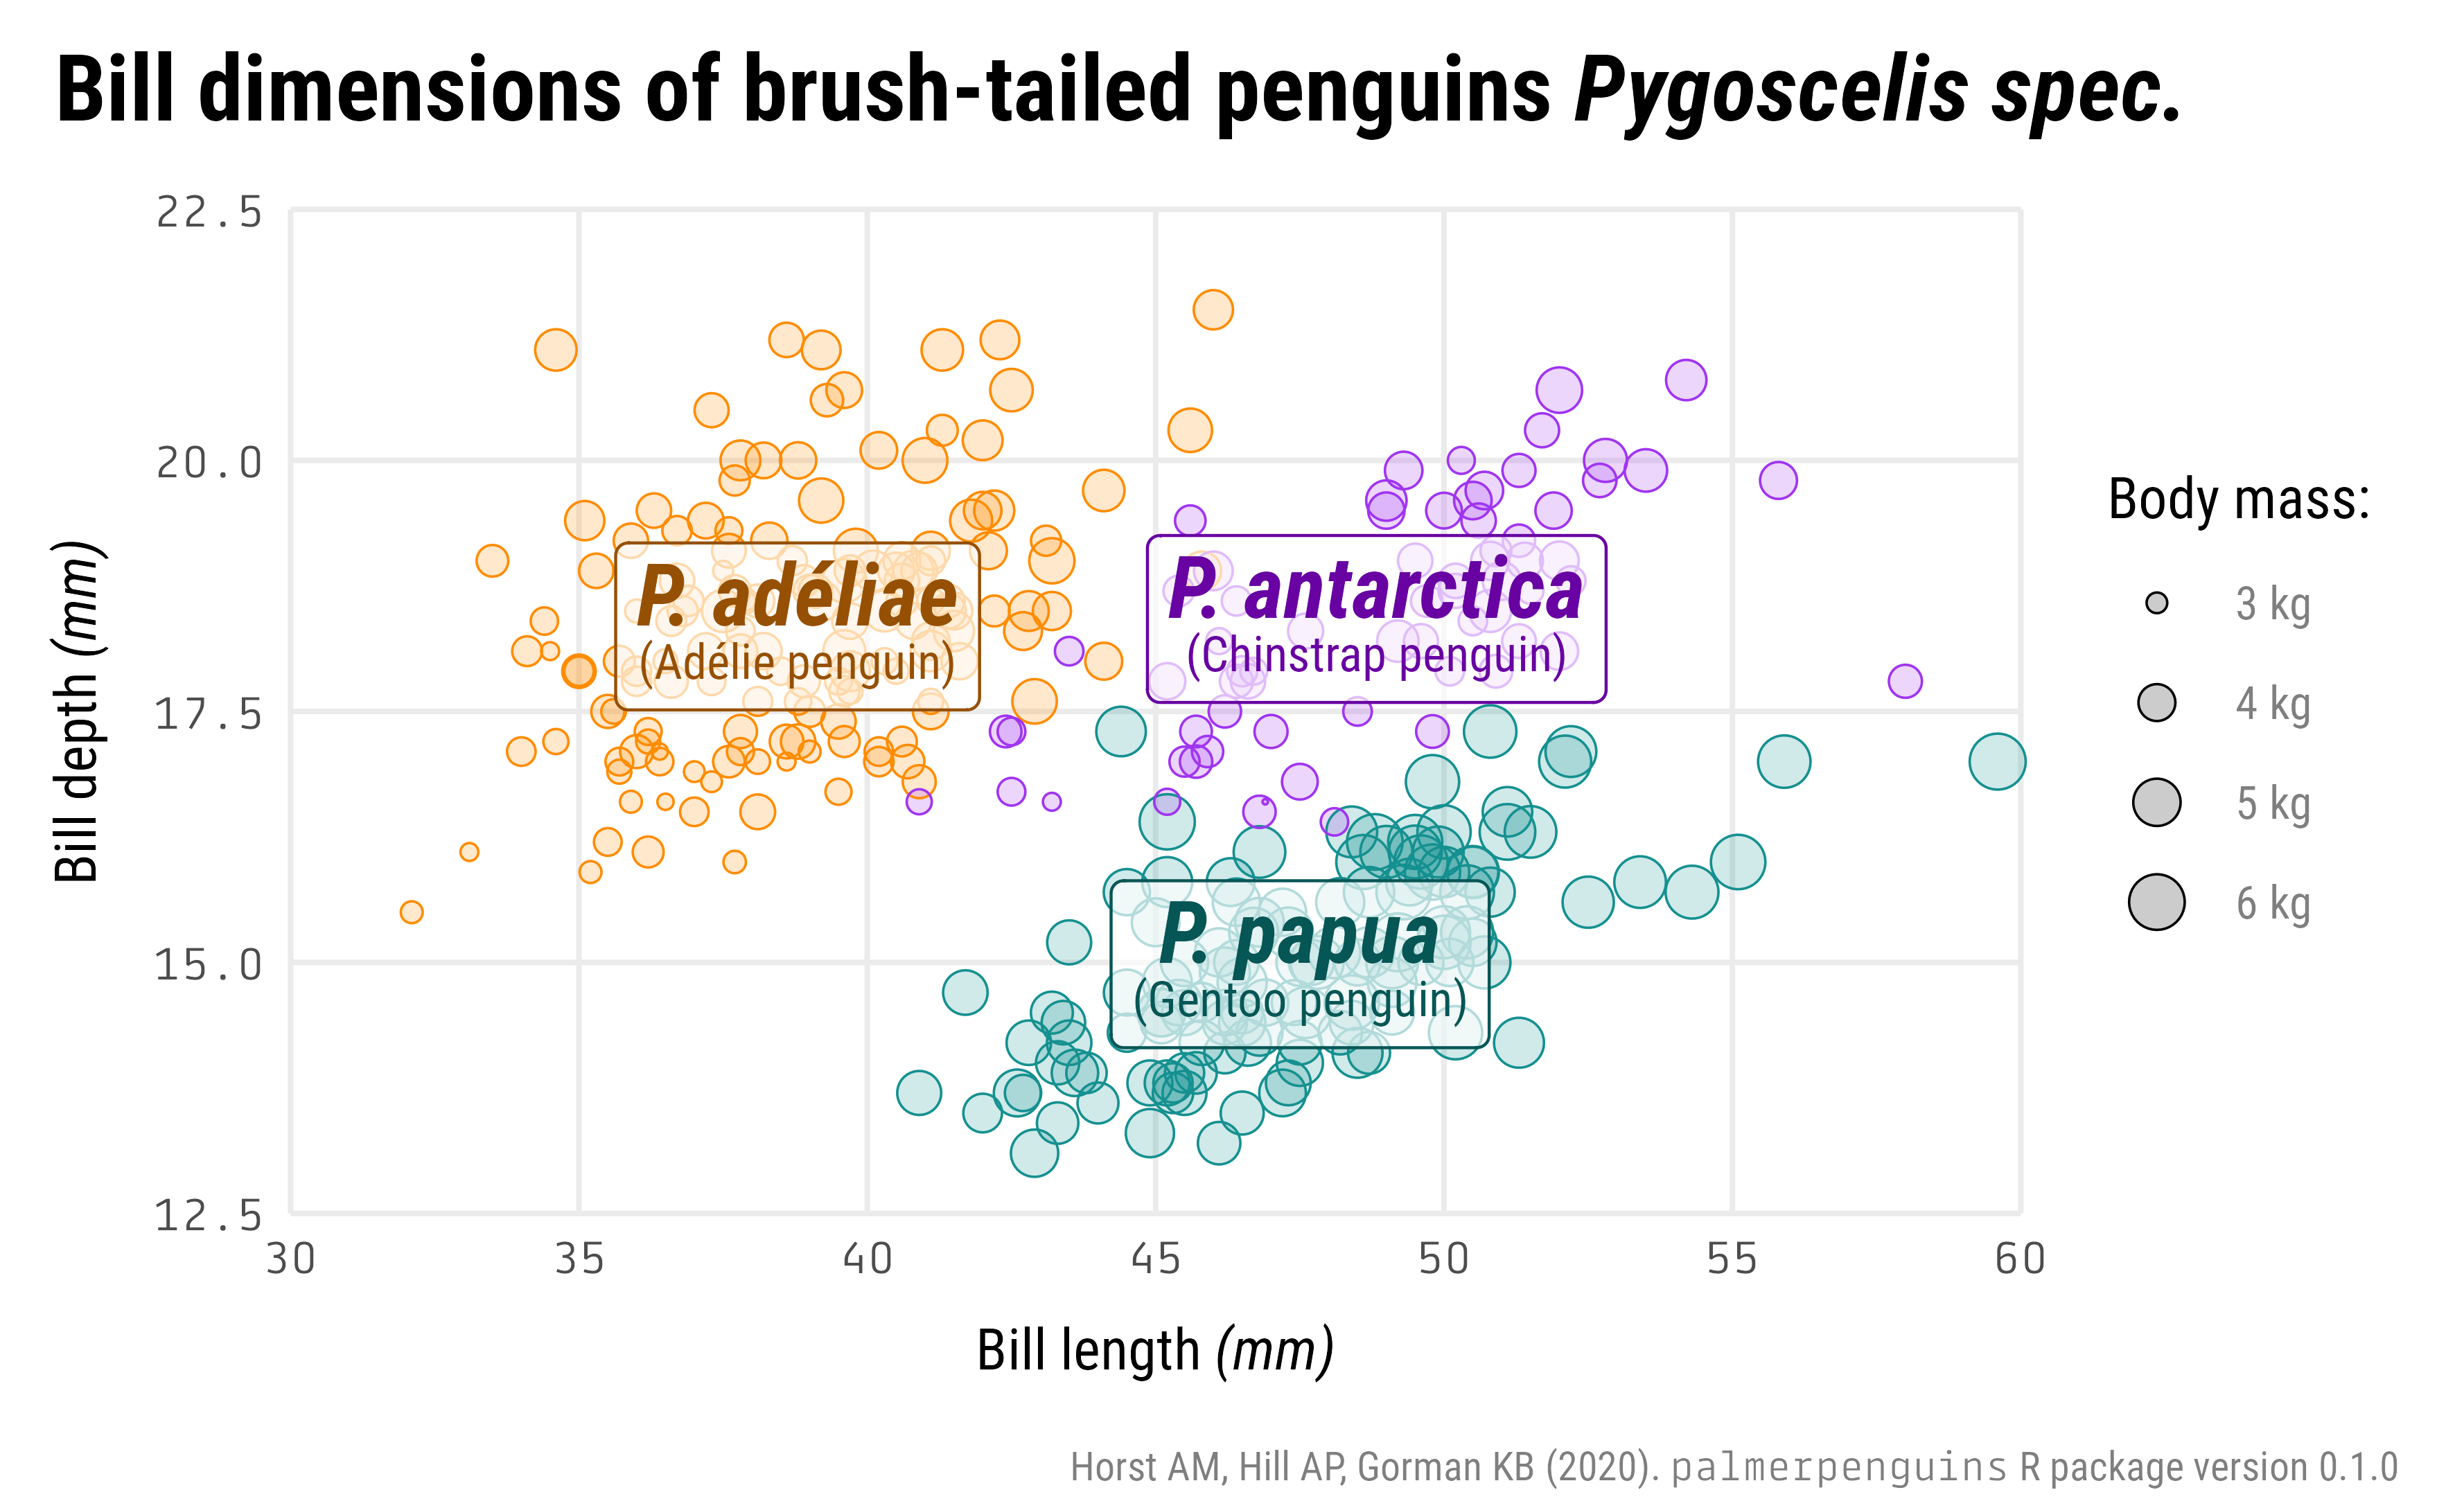 Bill dimensions of brush-tailed penguins Pygoscelis spec.
22.5
20.0
17.5
15.0
12.5
Bill depth (mm)
30 35 40 45 50 55 60
Bill length (mm)
P. adéliae
(Adélie penguin)
P. antarctica
(Chinstrap penguin)
P. papua
(Gentoo penguin)
Body mass:
3 kg
4 kg
5 kg
6 kg
Horst AM, Hill AP, Gorman KB (2020). palmerpenguins R package version 0.1.0